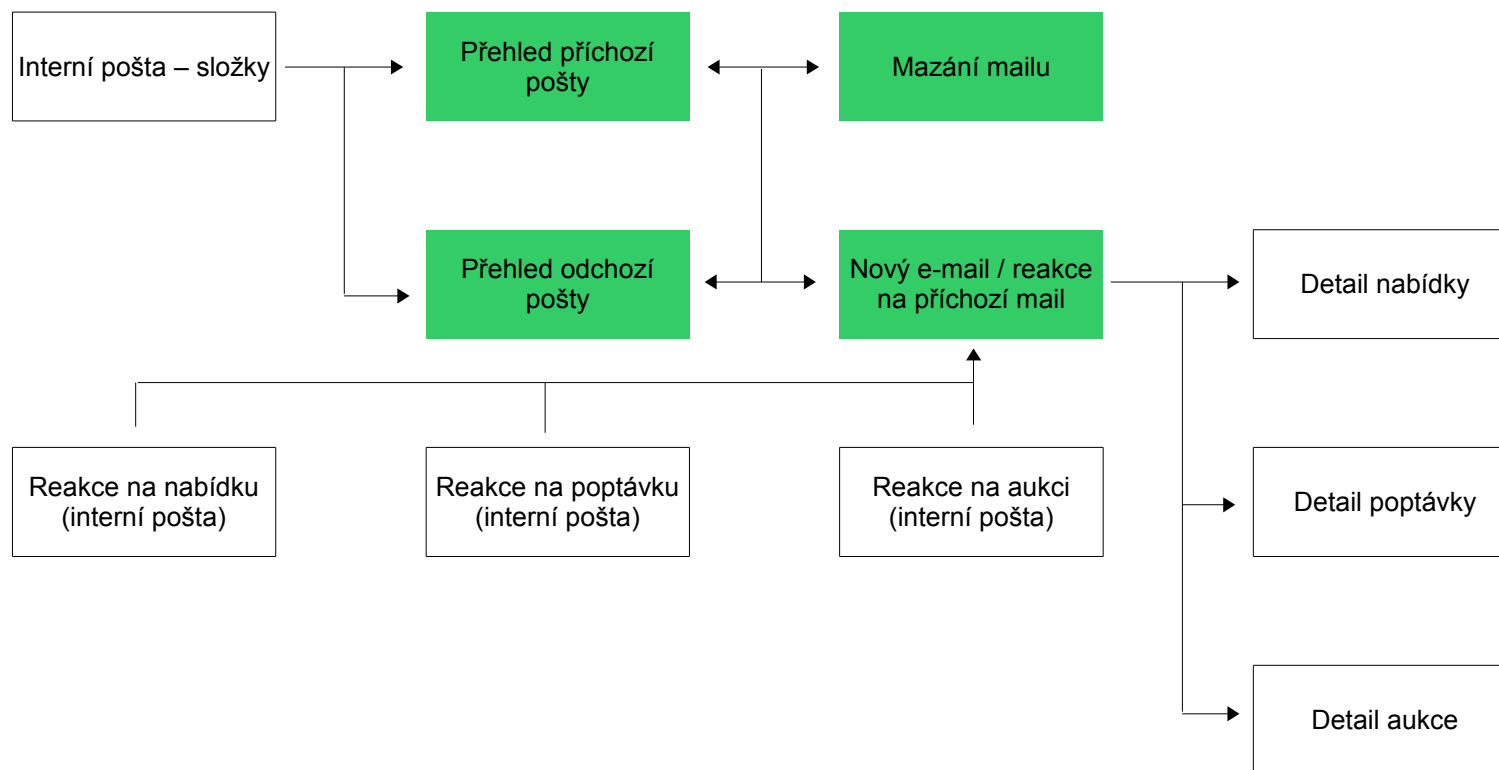 Interní pošta – složky
Přehled příchozí
pošty
Mazání mailu
Přehled odchozí
pošty
Nový e-mail / reakce
na příchozí mail
Detail nabídky
Reakce na nabídku
(interní pošta)
Reakce na poptávku
(interní pošta)
Reakce na aukci
(interní pošta)
Detail poptávky
Detail aukce